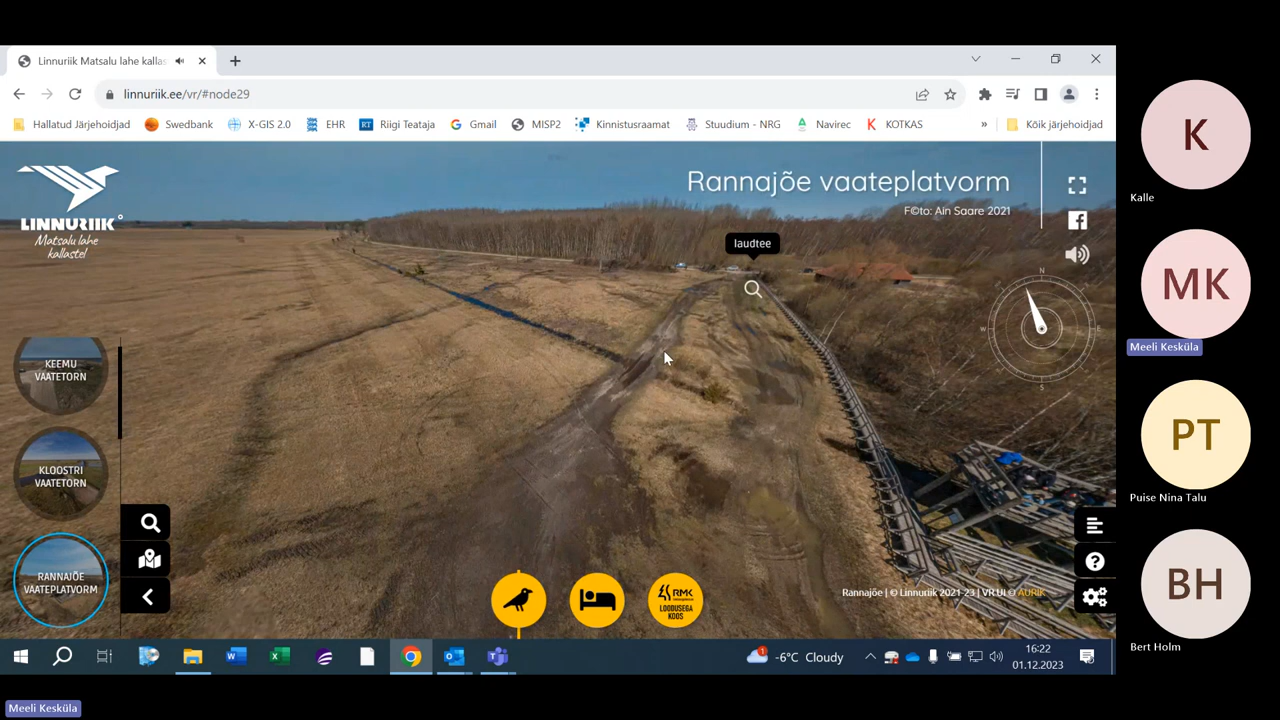 Linnuriik Matsalu lahe kallas
linnuriik.ee/vr/#node29
Hallatud Järjehoidjad
Swedbank
X-GIS 2.0
EHR
RT
Riigi Teataja
Gmail
MISP2
Kinnistusraamat
Stuudium - NRG
Navirec
KOTKAS
»
Kõik järjehoidjad
LINNURIIK
Matsalu lahe
kallastel
Rannajõe vaateplatvorm
F©to: Ain Saare 2021
laudtee
N
W
E
S
KEEMU
VAATETORN
KLOOSTRI
VAATETORN
RANNAJÕE
VAATEPLATVORM
RMK
LOODUSEGA
KOOS
Rannajõe | © Linnuriik 2021-23 | VR.UI © AURIK
-6°C Cloudy
16:22
01.12.2023
K
Kalle
MK
Meeli Kesküla
PT
Puise Nina Talu
BH
Bert Holm
Meeli Kesküla